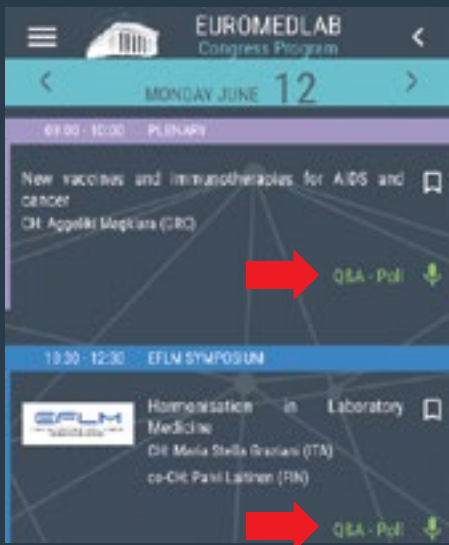 EUROMEDLAB
Congress Program
MONDAY JUNE 12
09:00 - 10:00 PLENARY
New vaccines and immunotherapies for AIDS and
cancer
CH: Aggeliki Magklara (GRC)
Q&A - Poll
10:30 - 12:30 EFLM SYMPOSIUM
EFLM
Harmonisation in Laboratory
Medicine
CH: Maria Stella Graziani (ITA)
co-CH: Paivi Laitinen (FIN)
Q&A - Poll